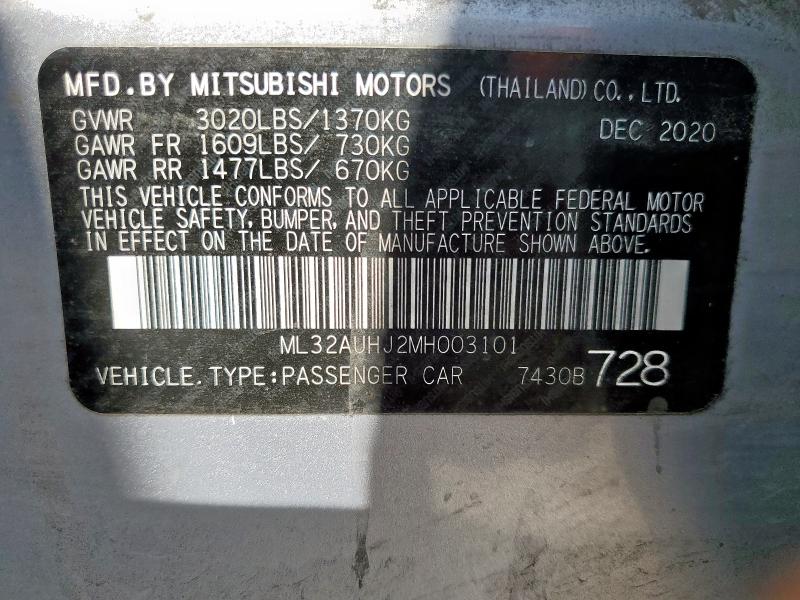 MFD.BY MITSUBISHI MOTORS (THAILAND) CO.,LTD.
GVWR 3020LBS/1370KG DEC 2020
GAWR FR 1609LBS/ 730KG
GAWR RR 1477LBS/ 670KG
THIS VEHICLE CONFORMS TO ALL APPLICABLE FEDERAL MOTOR
VEHICLE SAFETY, BUMPER, AND THEFT PREVENTION STANDARDS
IN EFFECT ON THE DATE OF MANUFACTURE SHOWN ABOVE.
ML32AUHJ2MH003101
VEHICLE.TYPE:PASSENGER CAR 7430B 728